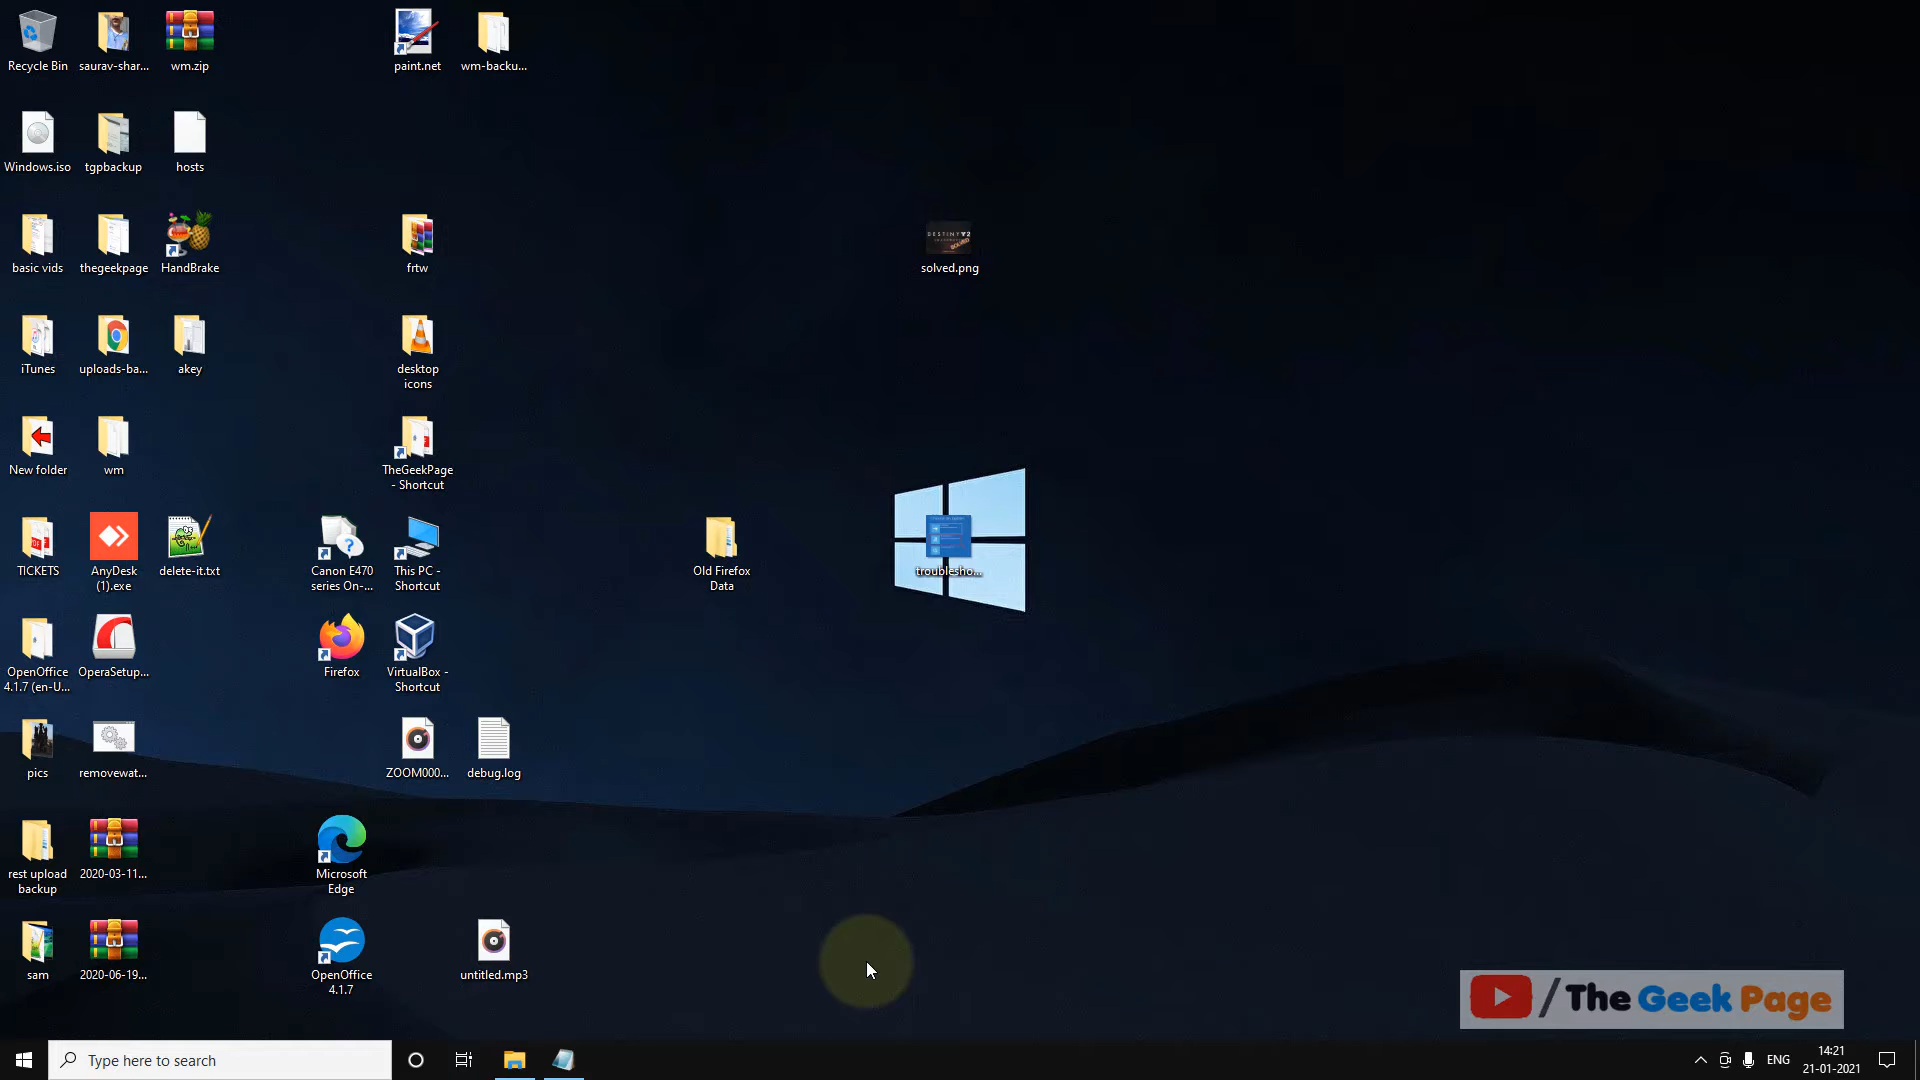 Recycle Bin
saurav-shar...
wm.zip
paint.net
wm-backu...
Windows.iso
tgpbackup
hosts
basic vids
thegeekpage
HandBrake
frtw
DESTINY 2
SOLVED
solved.png
iTunes
uploads-ba...
akey
desktop
icons
New folder
wm
TheGeekPage
- Shortcut
TICKETS
AnyDesk
(1).exe
delete-it.txt
Canon E470
series On-...
This PC -
Shortcut
Old Firefox
Data
troublesho...
OpenOffice
4.1.7 (en-U...
OperaSetup...
Firefox
VirtualBox -
Shortcut
pics
removewat...
ZOOM000...
debug.log
rest upload
backup
2020-03-11...
Microsoft
Edge
sam
2020-06-19...
OpenOffice
4.1.7
untitled.mp3
/ The Geek Page
Type here to search
ENG
14:21
21-01-2021